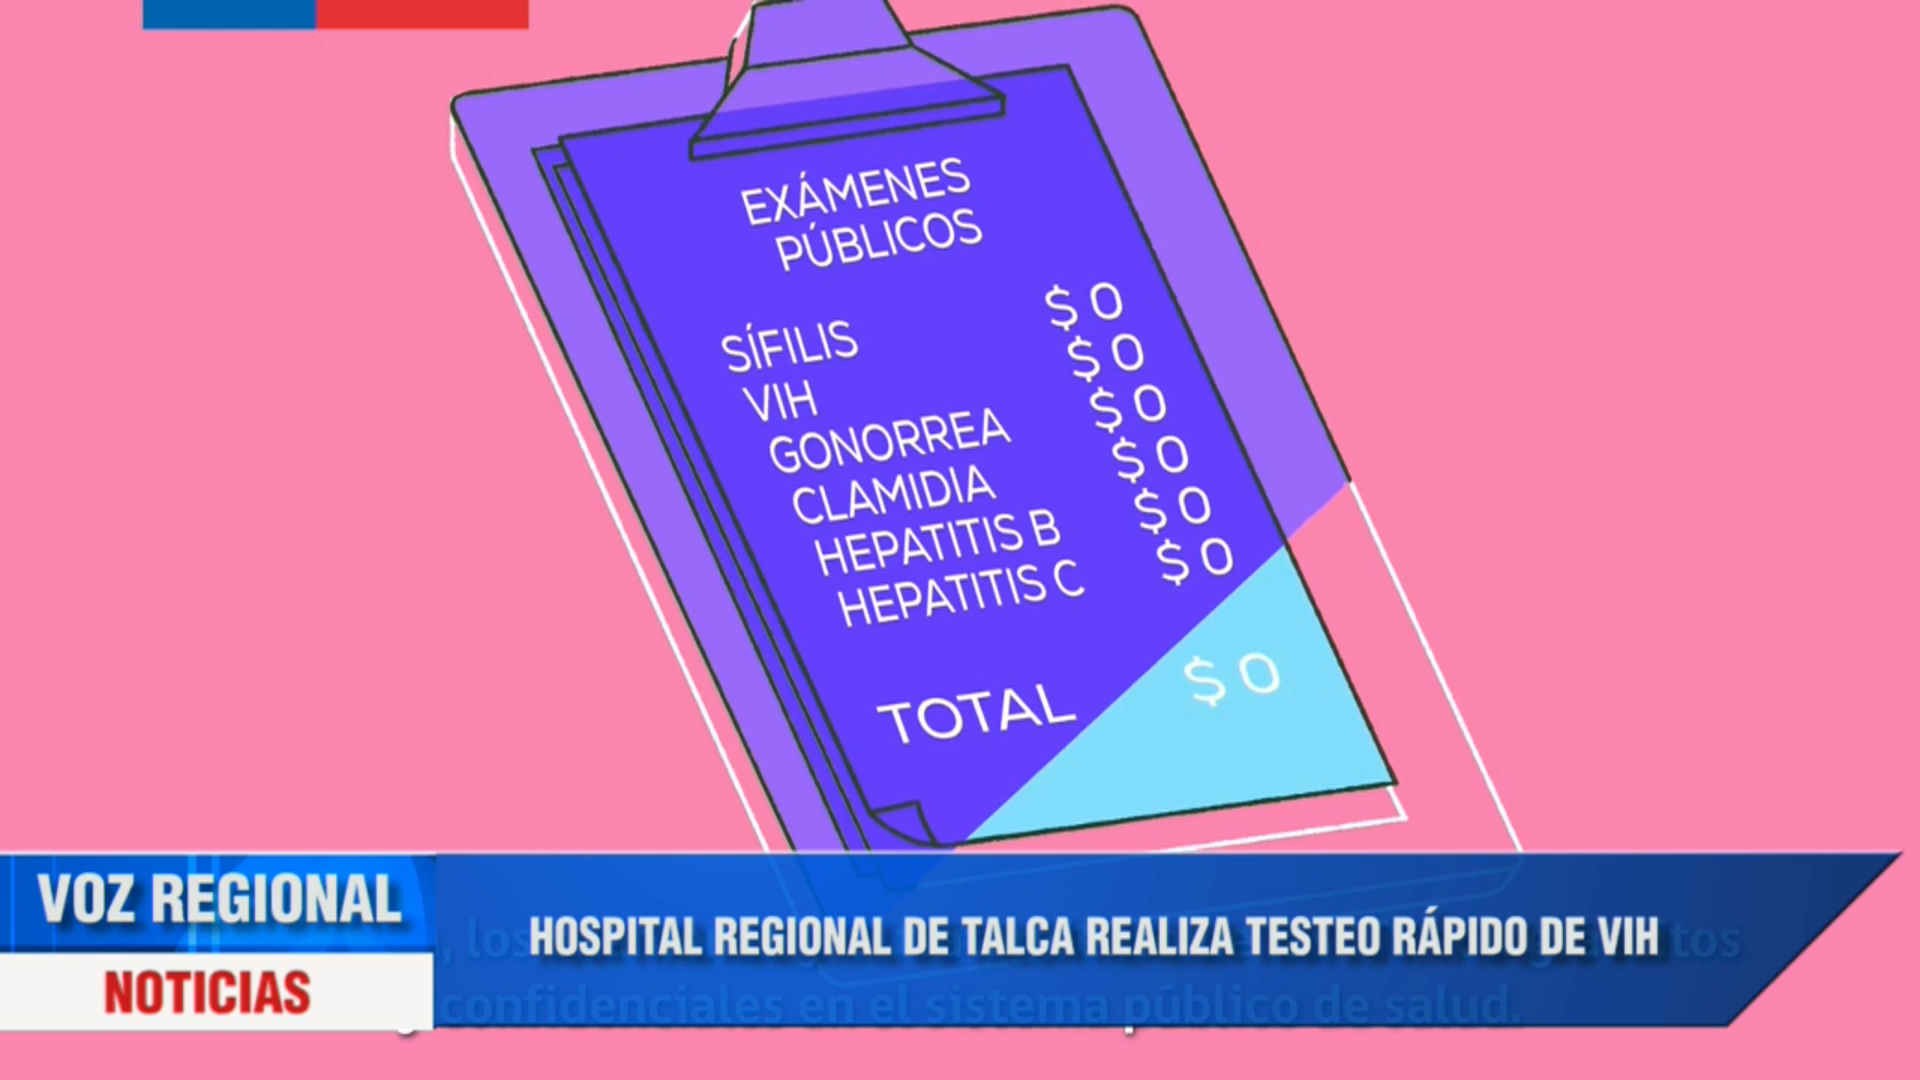 EXÁMENES
PÚBLICOS
SÍFILIS $ 0
VIH $ 0
GONORREA $ 0
CLAMIDIA $ 0
HEPATITIS B $ 0
HEPATITIS C $ 0
TOTAL $ 0
VOZ REGIONAL
NOTICIAS
HOSPITAL REGIONAL DE TALCA REALIZA TESTEO RÁPIDO DE VIH
, los
confidenciales en el sistema público de salud.